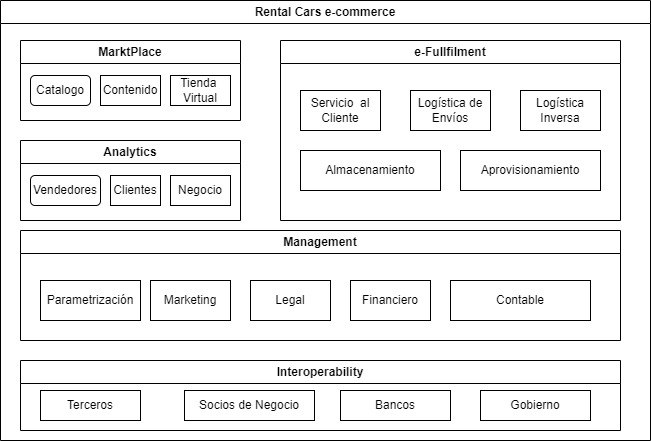 Rental Cars e-commerce
MarktPlace
Catalogo
Contenido
Tienda
Virtual
e-Fullfilment
Servicio al
Cliente
Logística de
Envíos
Logística
Inversa
Almacenamiento
Aprovisionamiento
Analytics
Vendedores
Clientes
Negocio
Management
Parametrización
Marketing
Legal
Financiero
Contable
Interoperability
Terceros
Socios de Negocio
Bancos
Gobierno